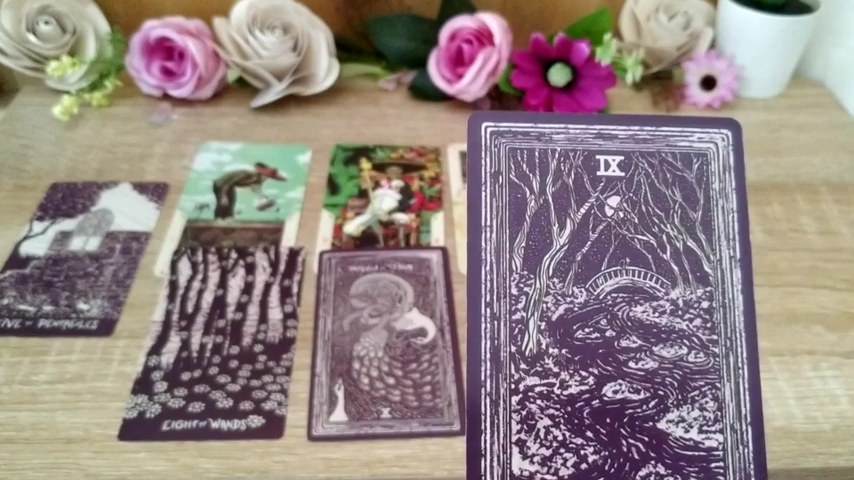 IX
FIVE OF PENTACLES
EIGHT OF WANDS
X